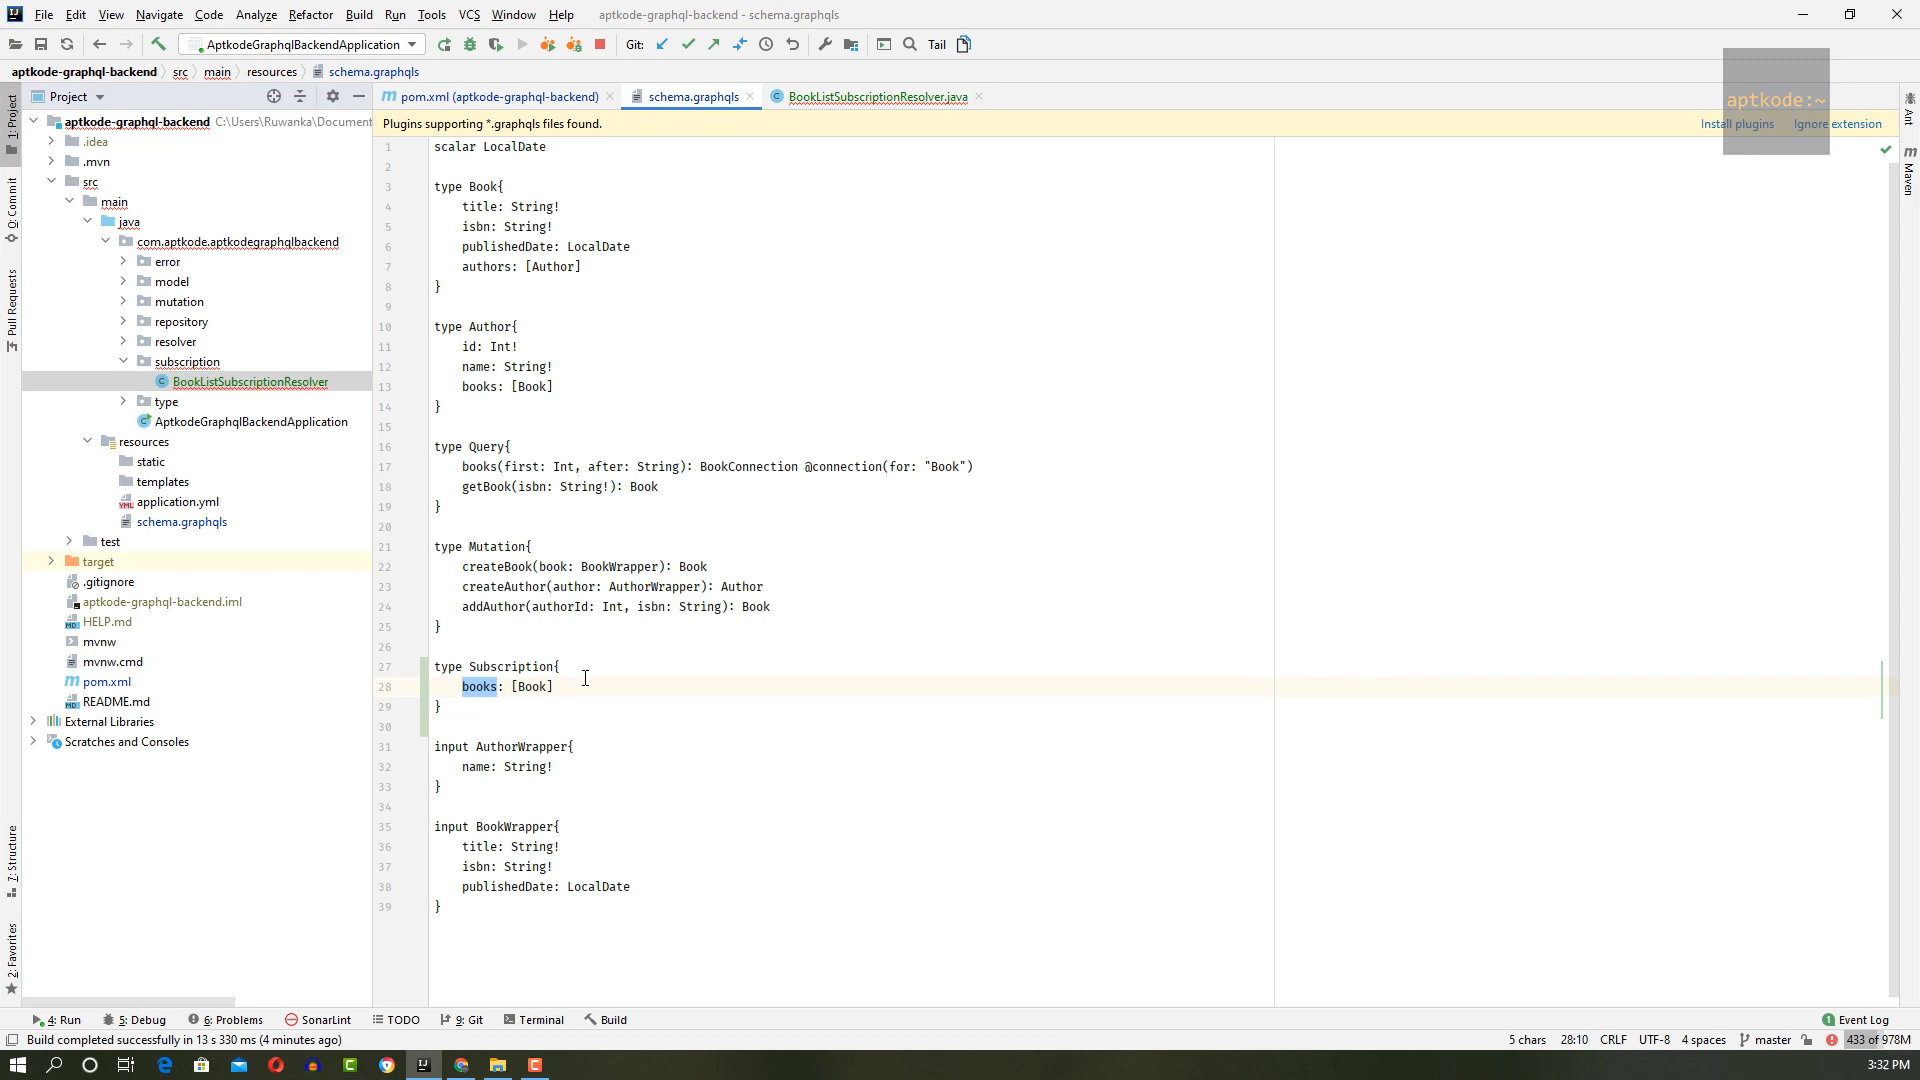 File Edit View Navigate Code Analyze Refactor Build Run Tools VCS Window Help aptkode-graphql-backend - schema.graphqls
AptkodeGraphqlBackendApplication Git: Tail
aptkode-graphql-backend src main resources schema.graphqls
Project pom.xml (aptkode-graphql-backend) schema.graphqls BookListSubscriptionResolver.java
aptkode:~
Plugins supporting *.graphqls files found. Install plugins Ignore extension
1: Project
0: Commit
Pull Requests
7: Structure
2: Favorites
aptkode-graphql-backend C:\Users\Ruwanka\Document
.idea
.mvn
src
main
java
com.aptkode.aptkodegraphqlbackend
error
model
mutation
repository
resolver
subscription
BookListSubscriptionResolver
type
AptkodeGraphqlBackendApplication
resources
static
templates
application.yml
schema.graphqls
test
target
.gitignore
aptkode-graphql-backend.iml
HELP.md
mvnw
mvnw.cmd
pom.xml
README.md
External Libraries
Scratches and Consoles
1 scalar LocalDate
2
3 type Book{
4 title: String!
5 isbn: String!
6 publishedDate: LocalDate
7 authors: [Author]
8 }
9
10 type Author{
11 id: Int!
12 name: String!
13 books: [Book]
14 }
15
16 type Query{
17 books(first: Int, after: String): BookConnection @connection(for: "Book")
18 getBook(isbn: String!): Book
19 }
20
21 type Mutation{
22 createBook(book: BookWrapper): Book
23 createAuthor(author: AuthorWrapper): Author
24 addAuthor(authorId: Int, isbn: String): Book
25 }
26
27 type Subscription{
28 books: [Book]
29 }
30
31 input AuthorWrapper{
32 name: String!
33 }
34
35 input BookWrapper{
36 title: String!
37 isbn: String!
38 publishedDate: LocalDate
39 }
Ant
Maven
4: Run 5: Debug 6: Problems SonarLint TODO 9: Git Terminal Build 1 Event Log
Build completed successfully in 13 s 330 ms (4 minutes ago) 5 chars 28:10 CRLF UTF-8 4 spaces master 433 of 978M
3:32 PM